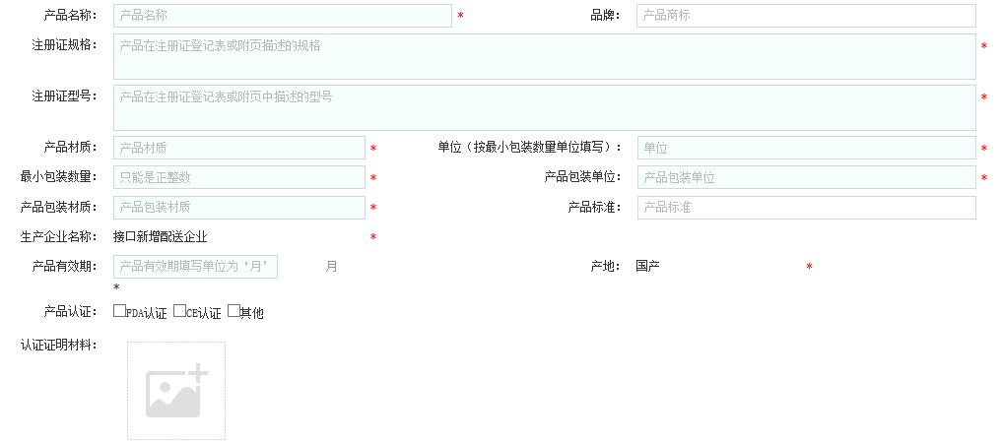 产品名称: 产品名称 * 品牌: 产品商标
注册证规格: 产品在注册证登记表或附页描述的规格 *
注册证型号: 产品在注册证登记表或附页中描述的型号 *
产品材质: 产品材质 * 单位（按最小包装数量单位填写）: 单位 *
最小包装数量: 只能是正整数 * 产品包装单位: 产品包装单位 *
产品包装材质: 产品包装材质 * 产品标准: 产品标准
生产企业名称: 接口新增配送企业 *
产品有效期: 产品有效期填写单位为‘月’ 月 产地: 国产 *
*
产品认证: FDA认证 CE认证 其他
认证证明材料: